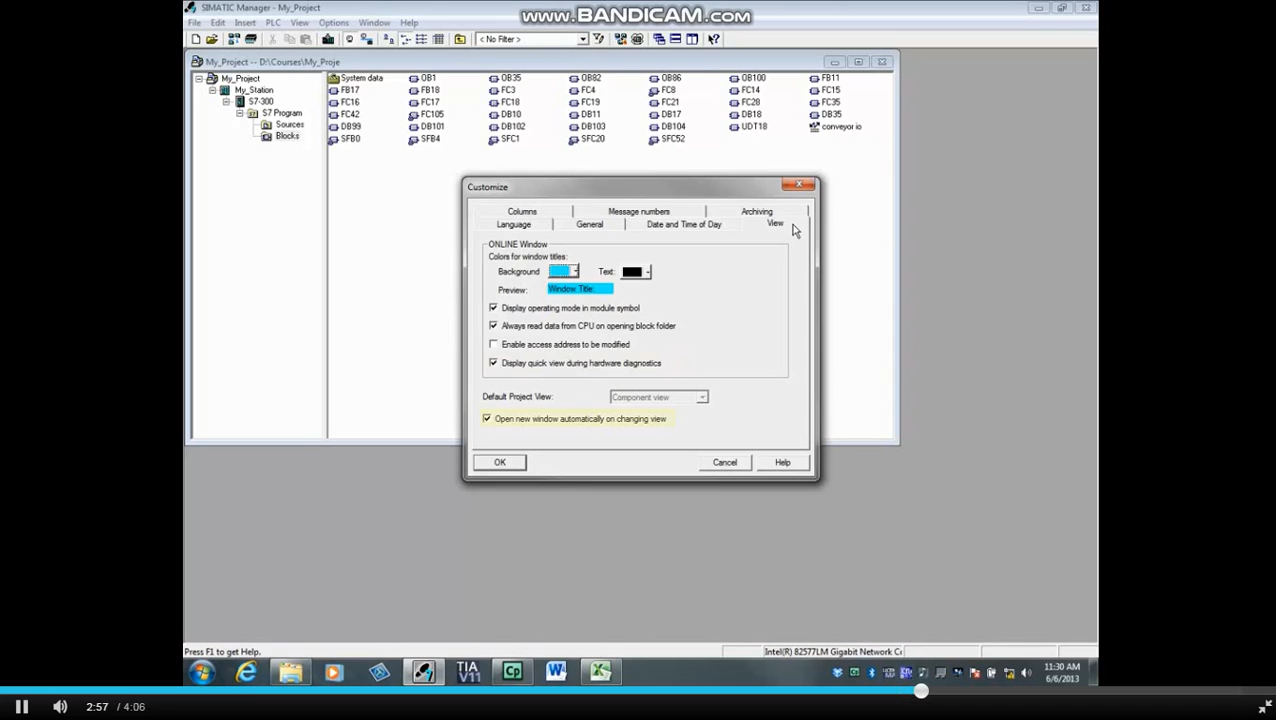 SIMATIC Manager - My_Project
www.BANDICAM.com
File Edit Insert PLC View Options Window Help
< No Filter >
My_Project -- D:\Courses\My_Proje
My_Project
My_Station
S7-300
S7 Program
Sources
Blocks
System data OB1 OB35 OB82 OB86 OB100 FB11
FB17 FB18 FC3 FC4 FC8 FC14 FC15
FC16 FC17 FC18 FC19 FC21 FC28 FC35
FC42 FC105 DB10 DB11 DB17 DB18 DB35
DB99 DB101 DB102 DB103 DB104 UDT18 conveyor io
SFB0 SFB4 SFC1 SFC20 SFC52
Customize
Columns Message numbers Archiving
Language General Date and Time of Day View
ONLINE Window
Colors for window titles:
Background Text:
Preview: Window Title:
Display operating mode in module symbol
Always read data from CPU on opening block folder
Enable access address to be modified
Display quick view during hardware diagnostics
Default Project View: Component view
Open new window automatically on changing view
OK Cancel Help
Press F1 to get Help. Intel(R) 82577LM Gigabit Network Cc
TIA V11 Cp W X 11:30 AM
6/6/2013
2:57 / 4:06